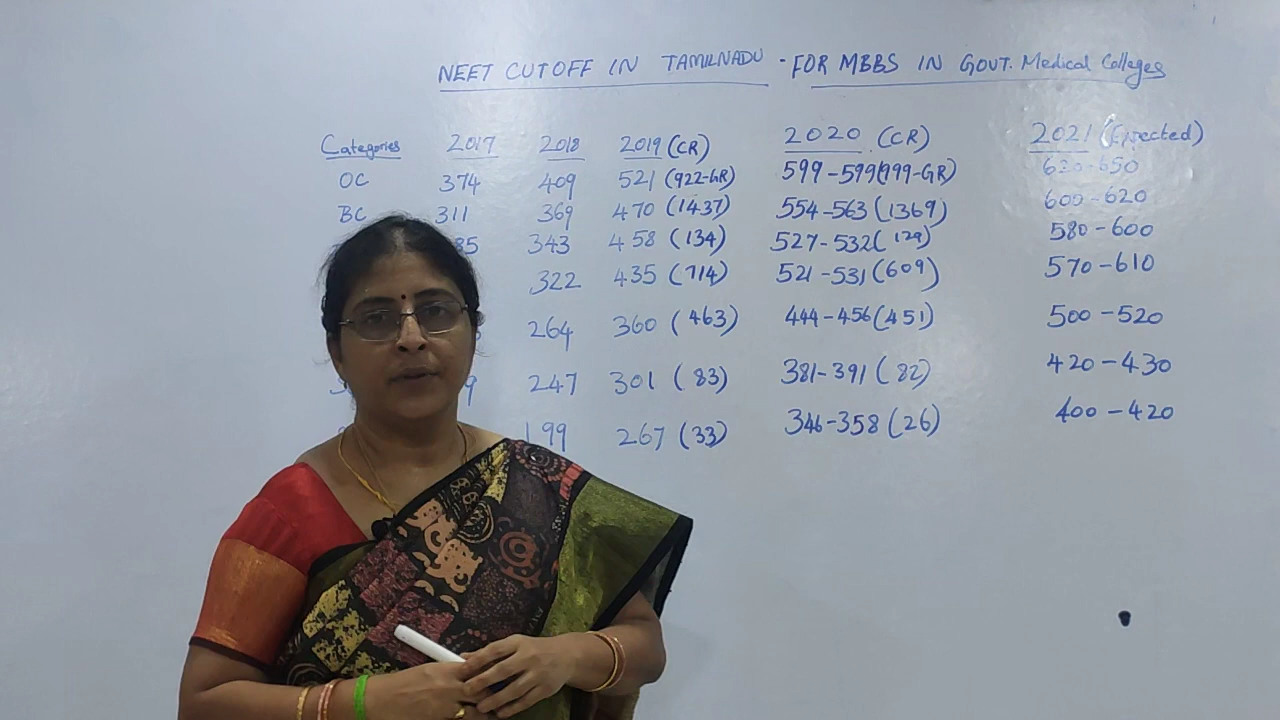 NEET CUTOFF IN TAMILNADU - FOR MBBS IN GOVT. Medical Colleges
Categories 2017 2018 2019 (CR) 2020 (CR) 2021 (Expected)
OC 374 409 521 (922-GR) 599-599(999-GR) 630-650
BC 311 369 470 (1437) 554-563 (1369) 600-620
85 343 458 (134) 527-532( 129) 580-600
322 435 (714) 521-531 (609) 570-610
264 360 (463) 444-456(451) 500-520
9 247 301 (83) 381-391 (82) 420-430
199 267 (33) 346-358 (26) 400-420